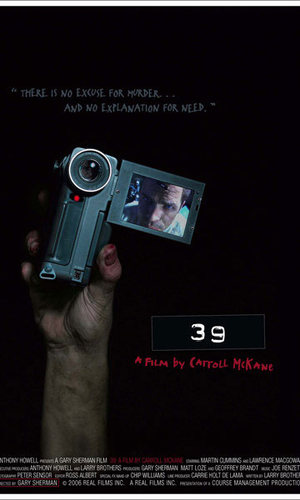 "THERE IS NO EXCUSE FOR MURDER...
AND NO EXPLANATION FOR NEED."
39
A FILM BY CARROLL MCKANE
ANTHONY HOWELL PRESENTS A GARY SHERMAN FILM 39: A FILM BY CARROLL MCKANE STARRING MARTIN CUMMINS AND LAWRENCE MACGOWAN
EXECUTIVE PRODUCERS ANTHONY HOWELL AND LARRY BROTHERS PRODUCERS GARY SHERMAN MATT LOZE AND GEOFFREY BRANDT MUSIC JOE RENZETTI
PETER SENSOR EDITOR ROSS ALBERT CHIP WILLIAMS LINE PRODUCER CARRIE HOLT DE LAMA WRITTEN BY LARRY BROTHERS
DIRECTED BY GARY SHERMAN © 2006 REAL FILMS INC. A REAL FILMS INC. PRESENTATION OF A COURSE MANAGEMENT PRODUCTION